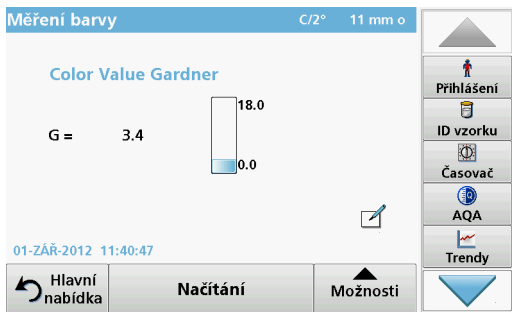 Měření barvy C/2° 11 mm o
Color Value Gardner
18.0
G = 3.4
0.0
01-ZÁŘ-2012 11:40:47
Hlavní
nabídka
Načítání
Možnosti
Přihlášení
ID vzorku
Časovač
AQA
Trendy